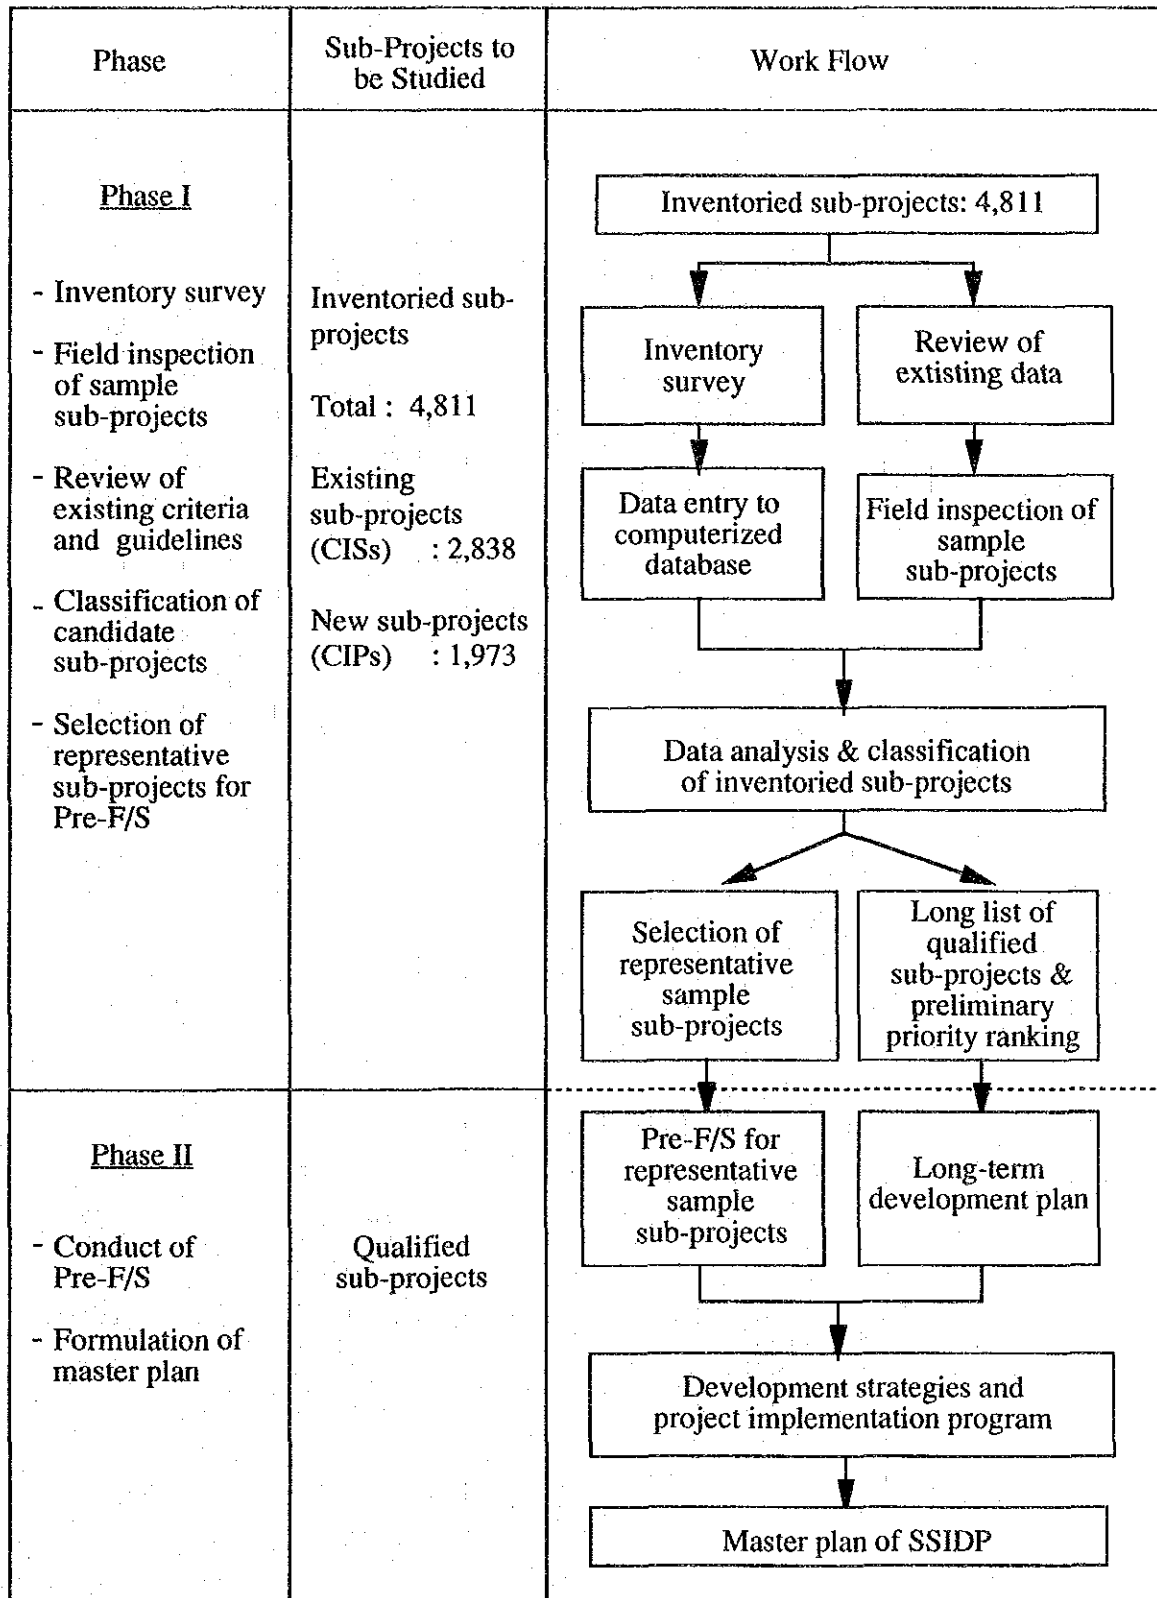 Phase
Sub-Projects to
be Studied
Work Flow
Phase I
- Inventory survey
- Field inspection
of sample
sub-projects
- Review of
existing criteria
and guidelines
- Classification of
candidate
sub-projects
- Selection of
representative
sub-projects for
Pre-F/S
Inventoried sub-
projects
Total : 4,811
Existing
sub-projects
(CISs) : 2,838
New sub-projects
(CIPs) : 1,973
Inventoried sub-projects: 4,811
Inventory
survey
Review of
extisting data
Data entry to
computerized
database
Field inspection of
sample
sub-projects
Data analysis & classification
of inventoried sub-projects
Selection of
representative
sample
sub-projects
Long list of
qualified
sub-projects &
preliminary
priority ranking
Phase II
- Conduct of
Pre-F/S
- Formulation of
master plan
Qualified
sub-projects
Pre-F/S for
representative
sample
sub-projects
Long-term
development plan
Development strategies and
project implementation program
Master plan of SSIDP